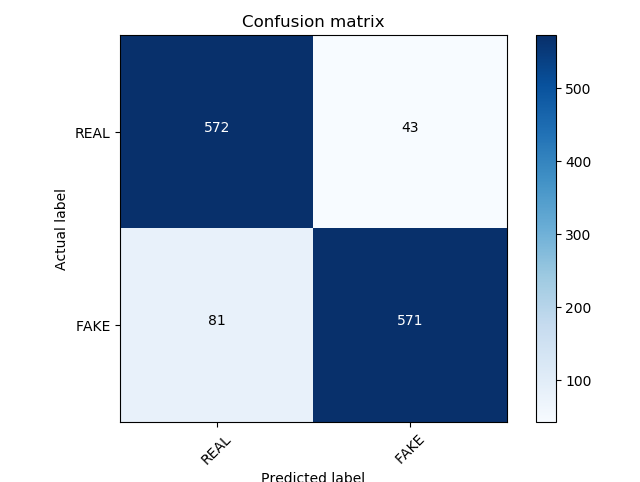 Confusion matrix
REAL
572
43
FAKE
81
571
Actual label
REAL
FAKE
Predicted label
500
400
300
200
100